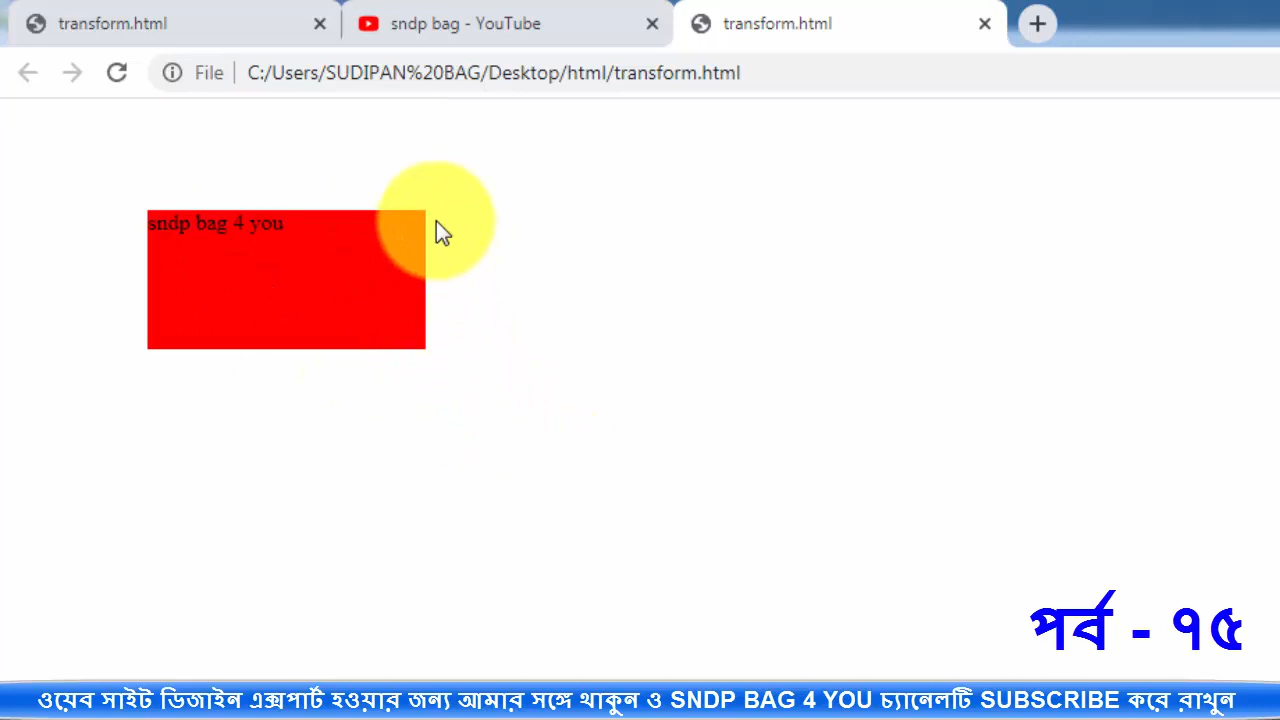 transform.html
sndp bag - YouTube
transform.html
File
C:/Users/SUDIPAN%20BAG/Desktop/html/transform.html
sndp bag 4 you
পর্ব - ১৫
ওয়েব সাইট ডিজাইন এক্সপার্ট হওয়ার জন্য আমার সঙ্গে থাকুন ও SNDP BAG 4 YOU চ্যানেলটি SUBSCRIBE করে রাখুন